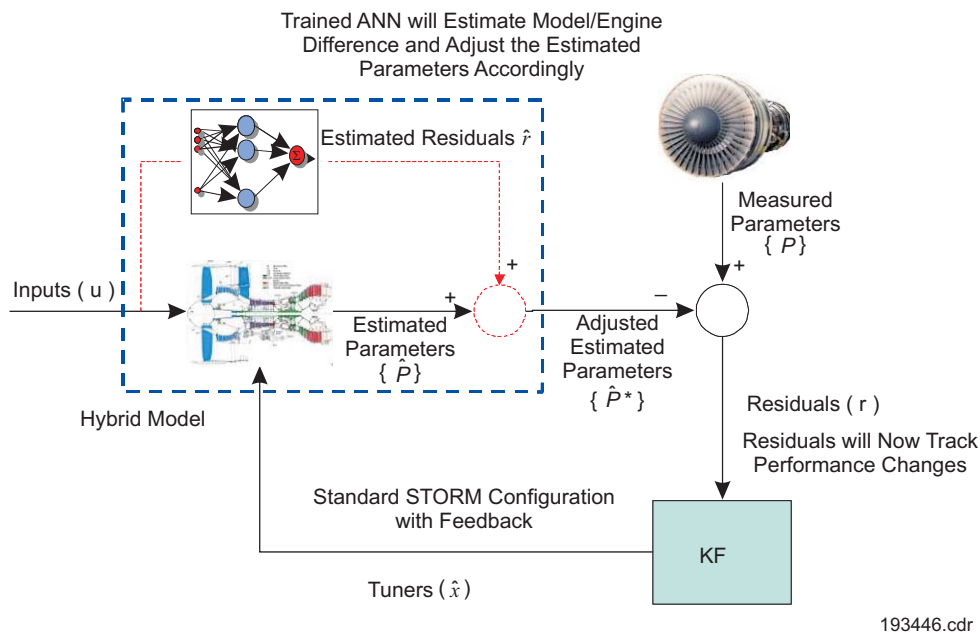 Trained ANN will Estimate Model/Engine
Difference and Adjust the Estimated
Parameters Accordingly
Estimated Residuals r̂
Σ
Measured
Parameters
{ P }
+
+
Inputs ( u )
+
−
Estimated
Parameters
{ P̂ }
Adjusted
Estimated
Parameters
{ P̂ * }
Hybrid Model
Residuals ( r )
Residuals will Now Track
Performance Changes
Standard STORM Configuration
with Feedback
KF
Tuners ( x̂ )
193446.cdr